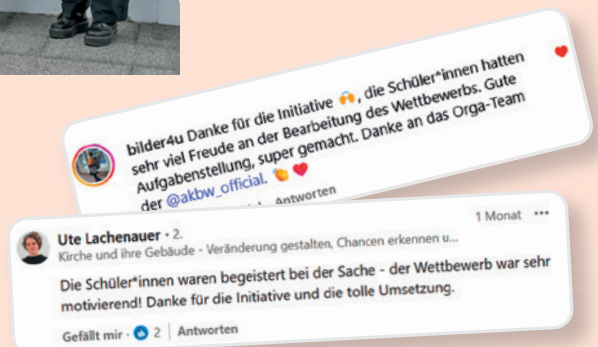 bilder4u Danke für die Initiative 🙌, die Schüler*innen hatten
sehr viel Freude an der Bearbeitung des Wettbewerbs. Gute
Aufgabenstellung, super gemacht. Danke an das Orga-Team
der @akbw_official. 👏❤️
Antworten
Ute Lachenauer • 2.
1 Monat •••
Kirche und ihre Gebäude - Veränderung gestalten, Chancen erkennen u...
Die Schüler*innen waren begeistert bei der Sache - der Wettbewerb war sehr
motivierend! Danke für die Initiative und die tolle Umsetzung.
Gefällt mir · 2 | Antworten